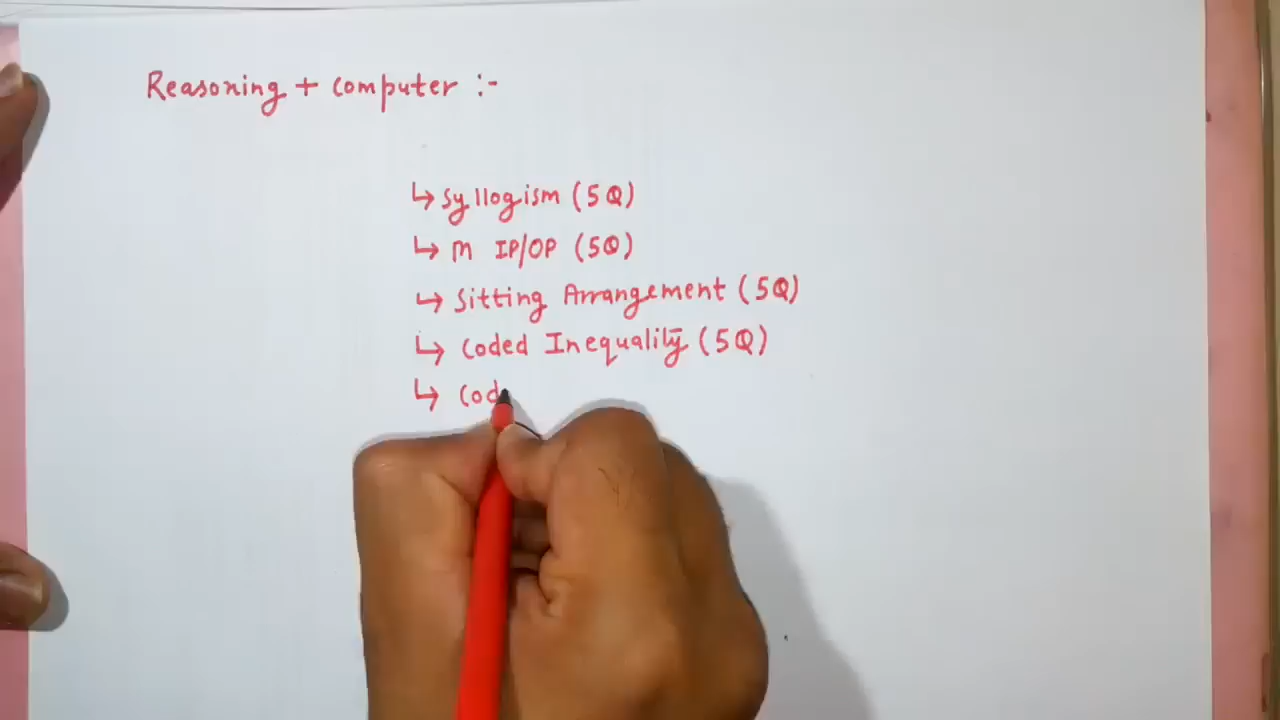 Reasoning + computer :-
↳ Syllogism (5Q)
↳ M IP/OP (5Q)
↳ Sitting Arrangement (5Q)
↳ Coded Inequality (5Q)
↳ Cod